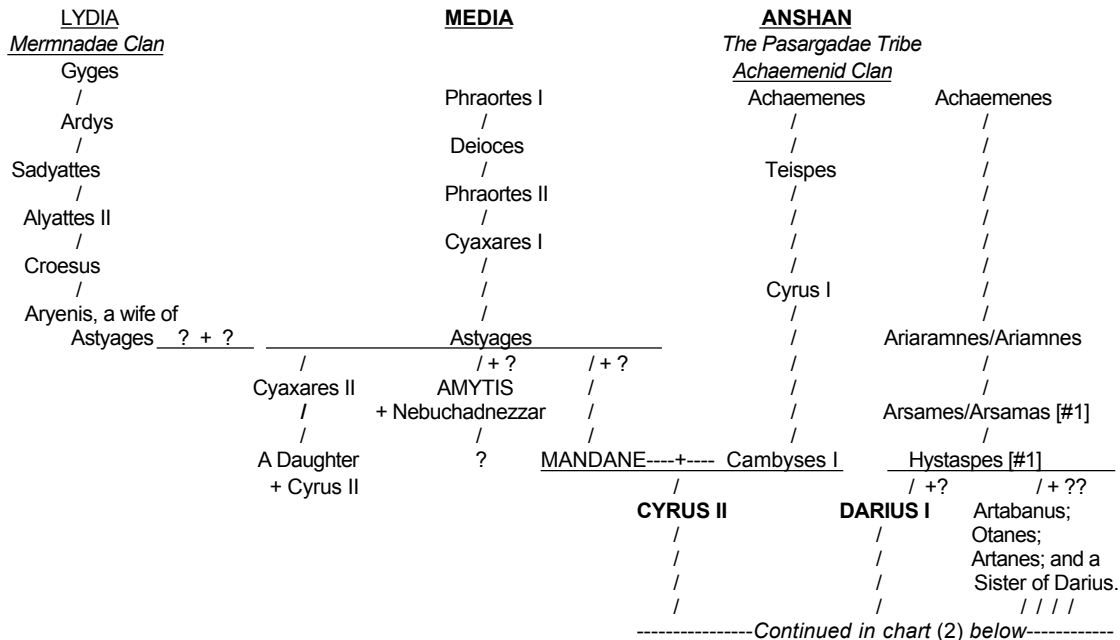 LYDIA MEDIA ANSHAN
Mermnadae Clan The Pasargadae Tribe
Gyges Achaemenid Clan
/ Phraortes I Achaemenes Achaemenes
Ardys / / /
/ Deioces / /
Sadyattes / Teispes /
/ Phraortes II / /
Alyattes II / / /
/ Cyaxares I / /
Croesus / / /
/ / Cyrus I /
Aryenis, a wife of / / /
Astyages ? + ? Astyages / Ariaramnes/Ariamnes
/ / + ? / + ? / /
Cyaxares II AMYTIS / / /
/ + Nebuchadnezzar / / Arsames/Arsamas [#1]
/ / / / /
A Daughter ? MANDANE----+---- Cambyses I Hystaspes [#1]
+ Cyrus II / / +? / + ??
CYRUS II DARIUS I Artabanus;
/ / Otanes;
/ / Artanes; and a
/ / Sister of Darius.
/ / / / / /
----------------Continued in chart (2) below------------